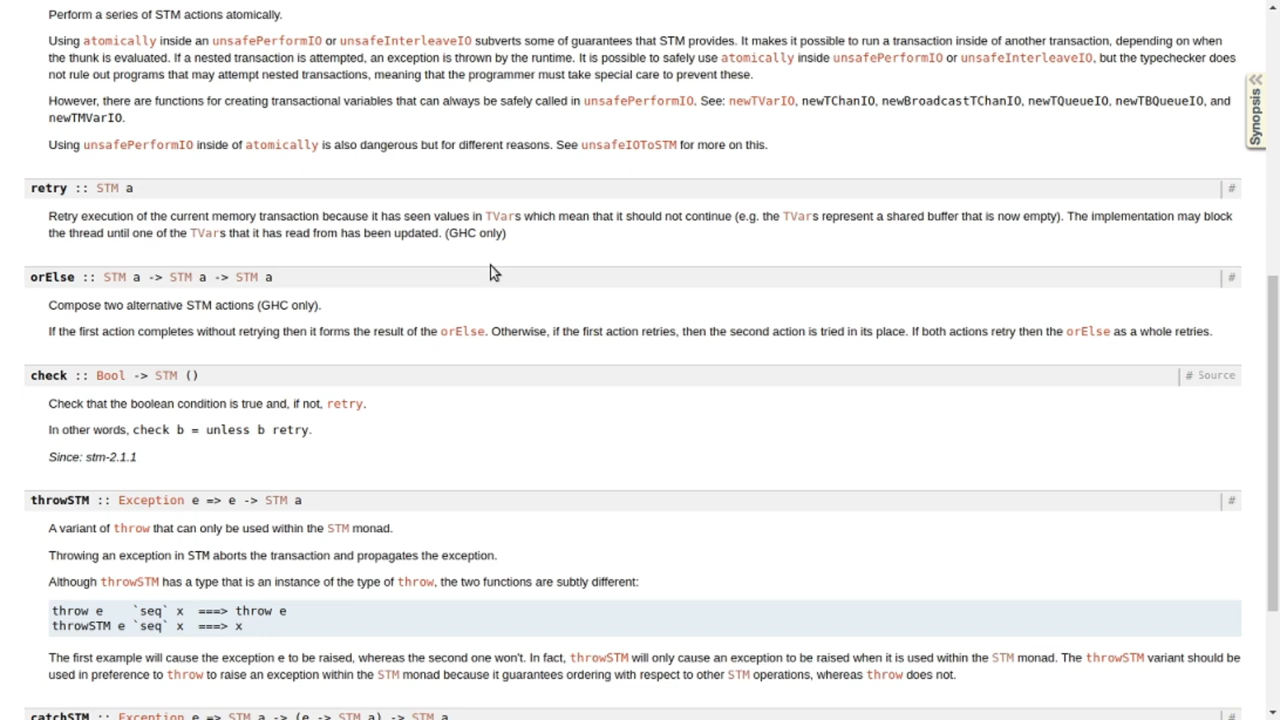 Perform a series of STM actions atomically.
Using atomically inside an unsafePerformIO or unsafeInterleaveIO subverts some of guarantees that STM provides. It makes it possible to run a transaction inside of another transaction, depending on when
the thunk is evaluated. If a nested transaction is attempted, an exception is thrown by the runtime. It is possible to safely use atomically inside unsafePerformIO or unsafeInterleaveIO, but the typechecker does
not rule out programs that may attempt nested transactions, meaning that the programmer must take special care to prevent these.
However, there are functions for creating transactional variables that can always be safely called in unsafePerformIO. See: newTVarIO, newTChanIO, newBroadcastTChanIO, newTQueueIO, newTBQueueIO, and
newTMVarIO.
Using unsafePerformIO inside of atomically is also dangerous but for different reasons. See unsafeIOToSTM for more on this.
Synopsis
retry :: STM a #
Retry execution of the current memory transaction because it has seen values in TVars which mean that it should not continue (e.g. the TVars represent a shared buffer that is now empty). The implementation may block
the thread until one of the TVars that it has read from has been updated. (GHC only)
orElse :: STM a -> STM a -> STM a #
Compose two alternative STM actions (GHC only).
If the first action completes without retrying then it forms the result of the orElse. Otherwise, if the first action retries, then the second action is tried in its place. If both actions retry then the orElse as a whole retries.
check :: Bool -> STM () # Source
Check that the boolean condition is true and, if not, retry.
In other words, check b = unless b retry.
Since: stm-2.1.1
throwSTM :: Exception e => e -> STM a #
A variant of throw that can only be used within the STM monad.
Throwing an exception in STM aborts the transaction and propagates the exception.
Although throwSTM has a type that is an instance of the type of throw, the two functions are subtly different:
throw e    `seq` x  ===> throw e
throwSTM e `seq` x  ===> x
The first example will cause the exception e to be raised, whereas the second one won't. In fact, throwSTM will only cause an exception to be raised when it is used within the STM monad. The throwSTM variant should be
used in preference to throw to raise an exception within the STM monad because it guarantees ordering with respect to other STM operations, whereas throw does not.
catchSTM :: Exception e => STM a -> (e -> STM a) -> STM a #